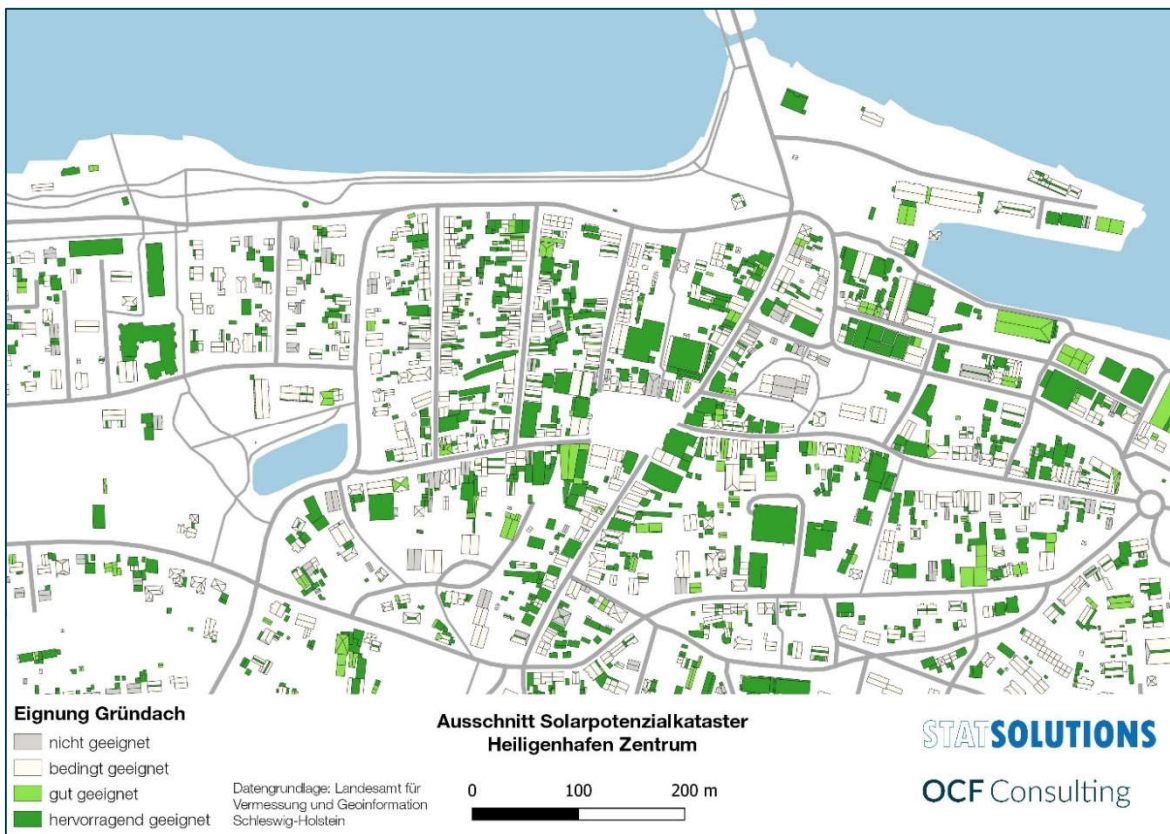 Eignung Gründach
nicht geeignet
bedingt geeignet
gut geeignet
hervorragend geeignet
Datengrundlage: Landesamt für
Vermessung und Geoinformation
Schleswig-Holstein
Ausschnitt Solarpotenzialkataster
Heiligenhafen Zentrum
0 100 200 m
STATSOLUTIONS
OCF Consulting